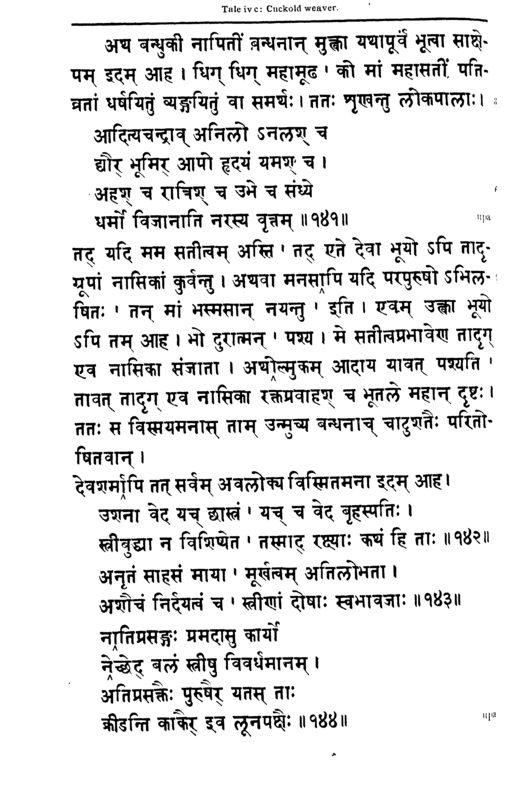 Tale iv c: Cuckold weaver.
अथ बन्धुकी नापितीं बन्धनान् मुक्त्वा यथापूर्वं भूत्वा साक्षे-
पम् इदम् आह । धिग् धिग् महामूढ ' को मां महासतीं पति-
व्रतां धर्षयितुं व्यङ्गयितुं वा समर्थः। ततः शृण्वन्तु लोकपालाः।
आदित्यचन्द्राव् अनिलो ऽनलश् च
द्यौर् भूमिर् आपो हृदयं यमश् च ।
अहश् च रात्रिश् च उभे च संध्ये
धर्मो विजानाति नरस्य वृत्तम् ॥१४१॥
तद् यदि मम सतीत्वम् अस्ति ' तद् एते देवा भूयो ऽपि तादृ-
ग्रूपां नासिकां कुर्वन्तु । अथवा मनसापि यदि परपुरुषो ऽभिल-
षितः ' तन् मां भस्मसान् नयन्तु ' इति । एवम् उक्त्वा भूयो
ऽपि तम् आह । भो दुरात्मन् ' पश्य । मे सतीत्वप्रभावेण तादृग्
एव नासिका संजाता । अथोल्मुकम् आदाय यावत् पश्यति '
तावत् तादृग् एव नासिका रक्तप्रवाहश् च भूतले महान् दृष्टः।
ततः स विस्मयमनास् ताम् उन्मुच्य बन्धनाच् चाटुशतैः परितो-
षितवान् ।
देवशर्मापि तत् सर्वम् अवलोक्य विस्मितमना इदम् आह।
उशना वेद यच् छास्त्रं ' यच् च वेद बृहस्पतिः ।
स्त्रीबुद्ध्या न विशिष्येत ' तस्माद् रक्ष्याः कथं हि ताः ॥१४२॥
अनृतं साहसं माया ' मूर्खत्वम् अतिलोभता ।
अशौचं निर्दयत्वं च ' स्त्रीणां दोषाः स्वभावजाः ॥१४३॥
नातिप्रसङ्गः प्रमदासु कार्यो
नेच्छेद् बलं स्त्रीषु विवर्धमानम् ।
अतिप्रसक्तैः पुरुषैर् यतस् ताः
क्रीडन्ति काकैर् इव लूनपक्षैः ॥१४४॥